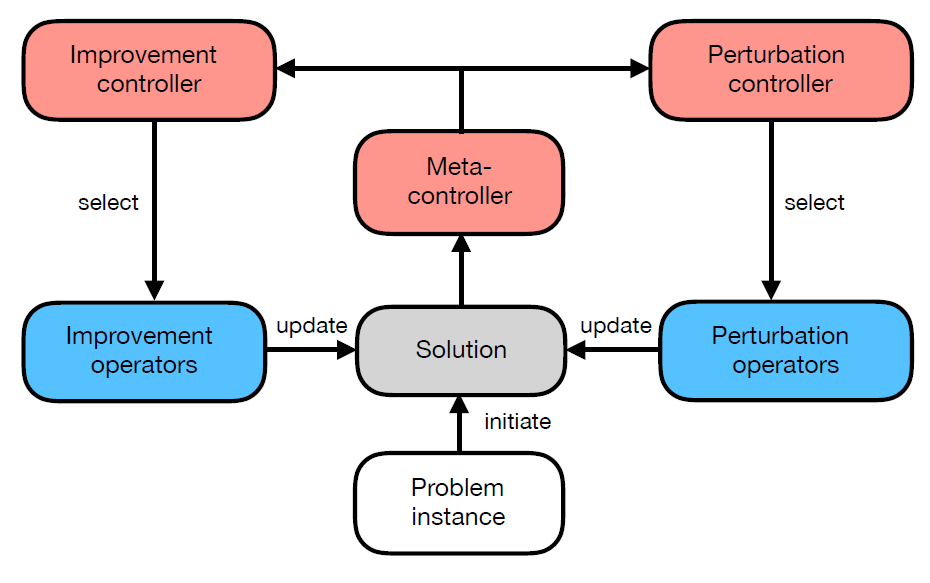 Improvement
controller
Perturbation
controller
Meta-
controller
select
select
Improvement
operators
update
Solution
update
Perturbation
operators
initiate
Problem
instance